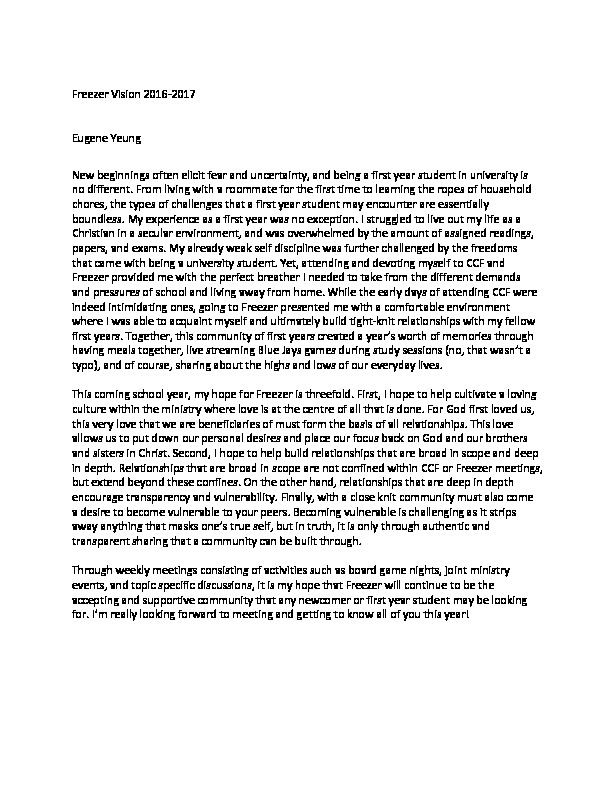 Freezer Vision 2016-2017
Eugene Yeung
New beginnings often elicit fear and uncertainty, and being a first year student in university is
no different. From living with a roommate for the first time to learning the ropes of household
chores, the types of challenges that a first year student may encounter are essentially
boundless. My experience as a first year was no exception. I struggled to live out my life as a
Christian in a secular environment, and was overwhelmed by the amount of assigned readings,
papers, and exams. My already weak self discipline was further challenged by the freedoms
that came with being a university student. Yet, attending and devoting myself to CCF and
Freezer provided me with the perfect breather I needed to take from the different demands
and pressures of school and living away from home. While the early days of attending CCF were
indeed intimidating ones, going to Freezer presented me with a comfortable environment
where I was able to acquaint myself and ultimately build tight-knit relationships with my fellow
first years. Together, this community of first years created a year's worth of memories through
having meals together, live streaming Blue Jays games during study sessions (no, that wasn't a
typo), and of course, sharing about the highs and lows of our everyday lives.
This coming school year, my hope for Freezer is threefold. First, I hope to help cultivate a loving
culture within the ministry where love is at the centre of all that is done. For God first loved us,
this very love that we are beneficiaries of must form the basis of all relationships. This love
allows us to put down our personal desires and place our focus back on God and our brothers
and sisters in Christ. Second, I hope to help build relationships that are broad in scope and deep
in depth. Relationships that are broad in scope are not confined within CCF or Freezer meetings,
but extend beyond these confines. On the other hand, relationships that are deep in depth
encourage transparency and vulnerability. Finally, with a close knit community must also come
a desire to become vulnerable to your peers. Becoming vulnerable is challenging as it strips
away anything that masks one's true self, but in truth, it is only through authentic and
transparent sharing that a community can be built through.
Through weekly meetings consisting of activities such as board game nights, joint ministry
events, and topic specific discussions, it is my hope that Freezer will continue to be the
accepting and supportive community that any newcomer or first year student may be looking
for. I'm really looking forward to meeting and getting to know all of you this year!